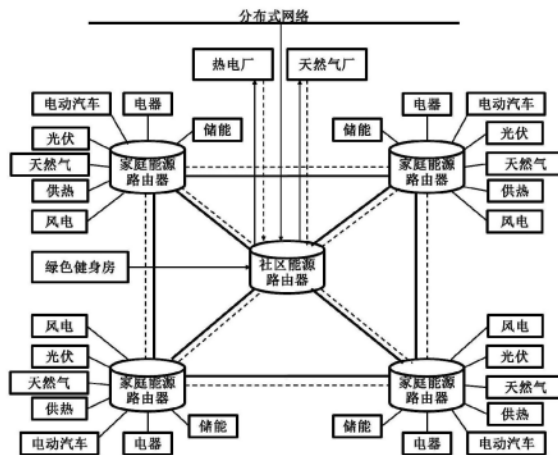 分布式网络
热电厂
天然气厂
电动汽车
电器
电器
电动汽车
光伏
储能
储能
光伏
天然气
家庭能源
路由器
家庭能源
路由器
天然气
供热
供热
风电
风电
绿色健身房
社区能源
路由器
风电
风电
光伏
光伏
天然气
家庭能源
路由器
家庭能源
路由器
天然气
供热
供热
储能
储能
电动汽车
电器
电器
电动汽车